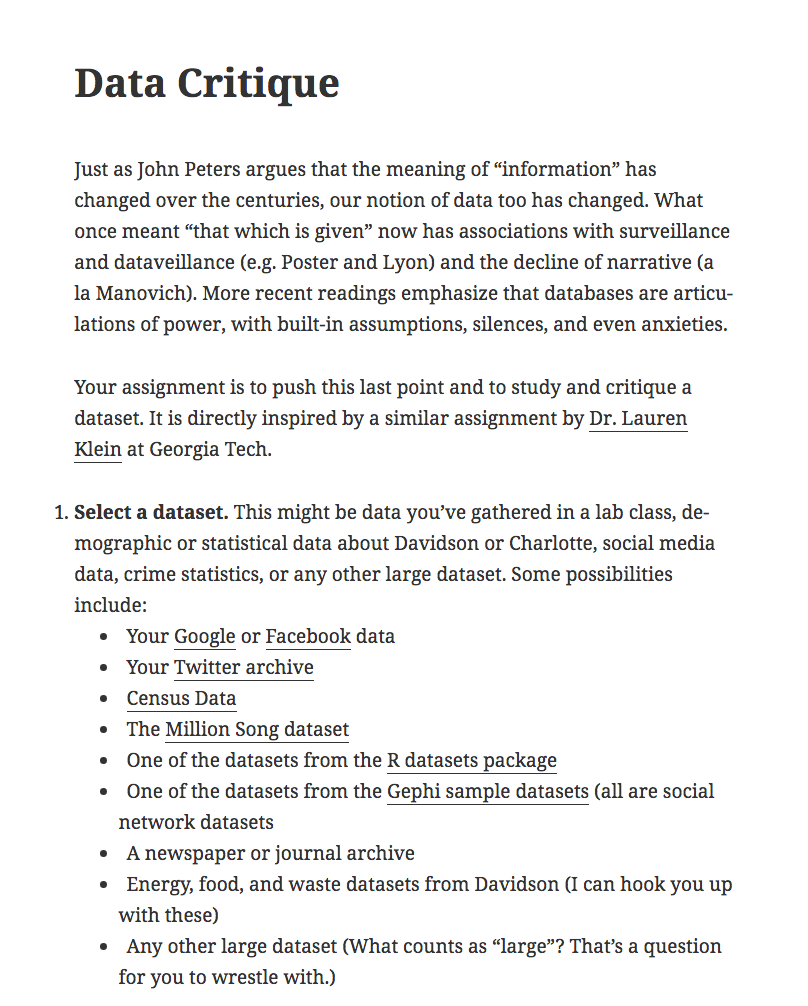 Data Critique
Just as John Peters argues that the meaning of “information” has
changed over the centuries, our notion of data too has changed. What
once meant “that which is given” now has associations with surveillance
and dataveillance (e.g. Poster and Lyon) and the decline of narrative (a
la Manovich). More recent readings emphasize that databases are articu-
lations of power, with built-in assumptions, silences, and even anxieties.
Your assignment is to push this last point and to study and critique a
dataset. It is directly inspired by a similar assignment by Dr. Lauren
Klein at Georgia Tech.
1. Select a dataset. This might be data you’ve gathered in a lab class, de-
mographic or statistical data about Davidson or Charlotte, social media
data, crime statistics, or any other large dataset. Some possibilities
include:
• Your Google or Facebook data
• Your Twitter archive
• Census Data
• The Million Song dataset
• One of the datasets from the R datasets package
• One of the datasets from the Gephi sample datasets (all are social
network datasets
• A newspaper or journal archive
• Energy, food, and waste datasets from Davidson (I can hook you up
with these)
• Any other large dataset (What counts as “large”? That’s a question
for you to wrestle with.)